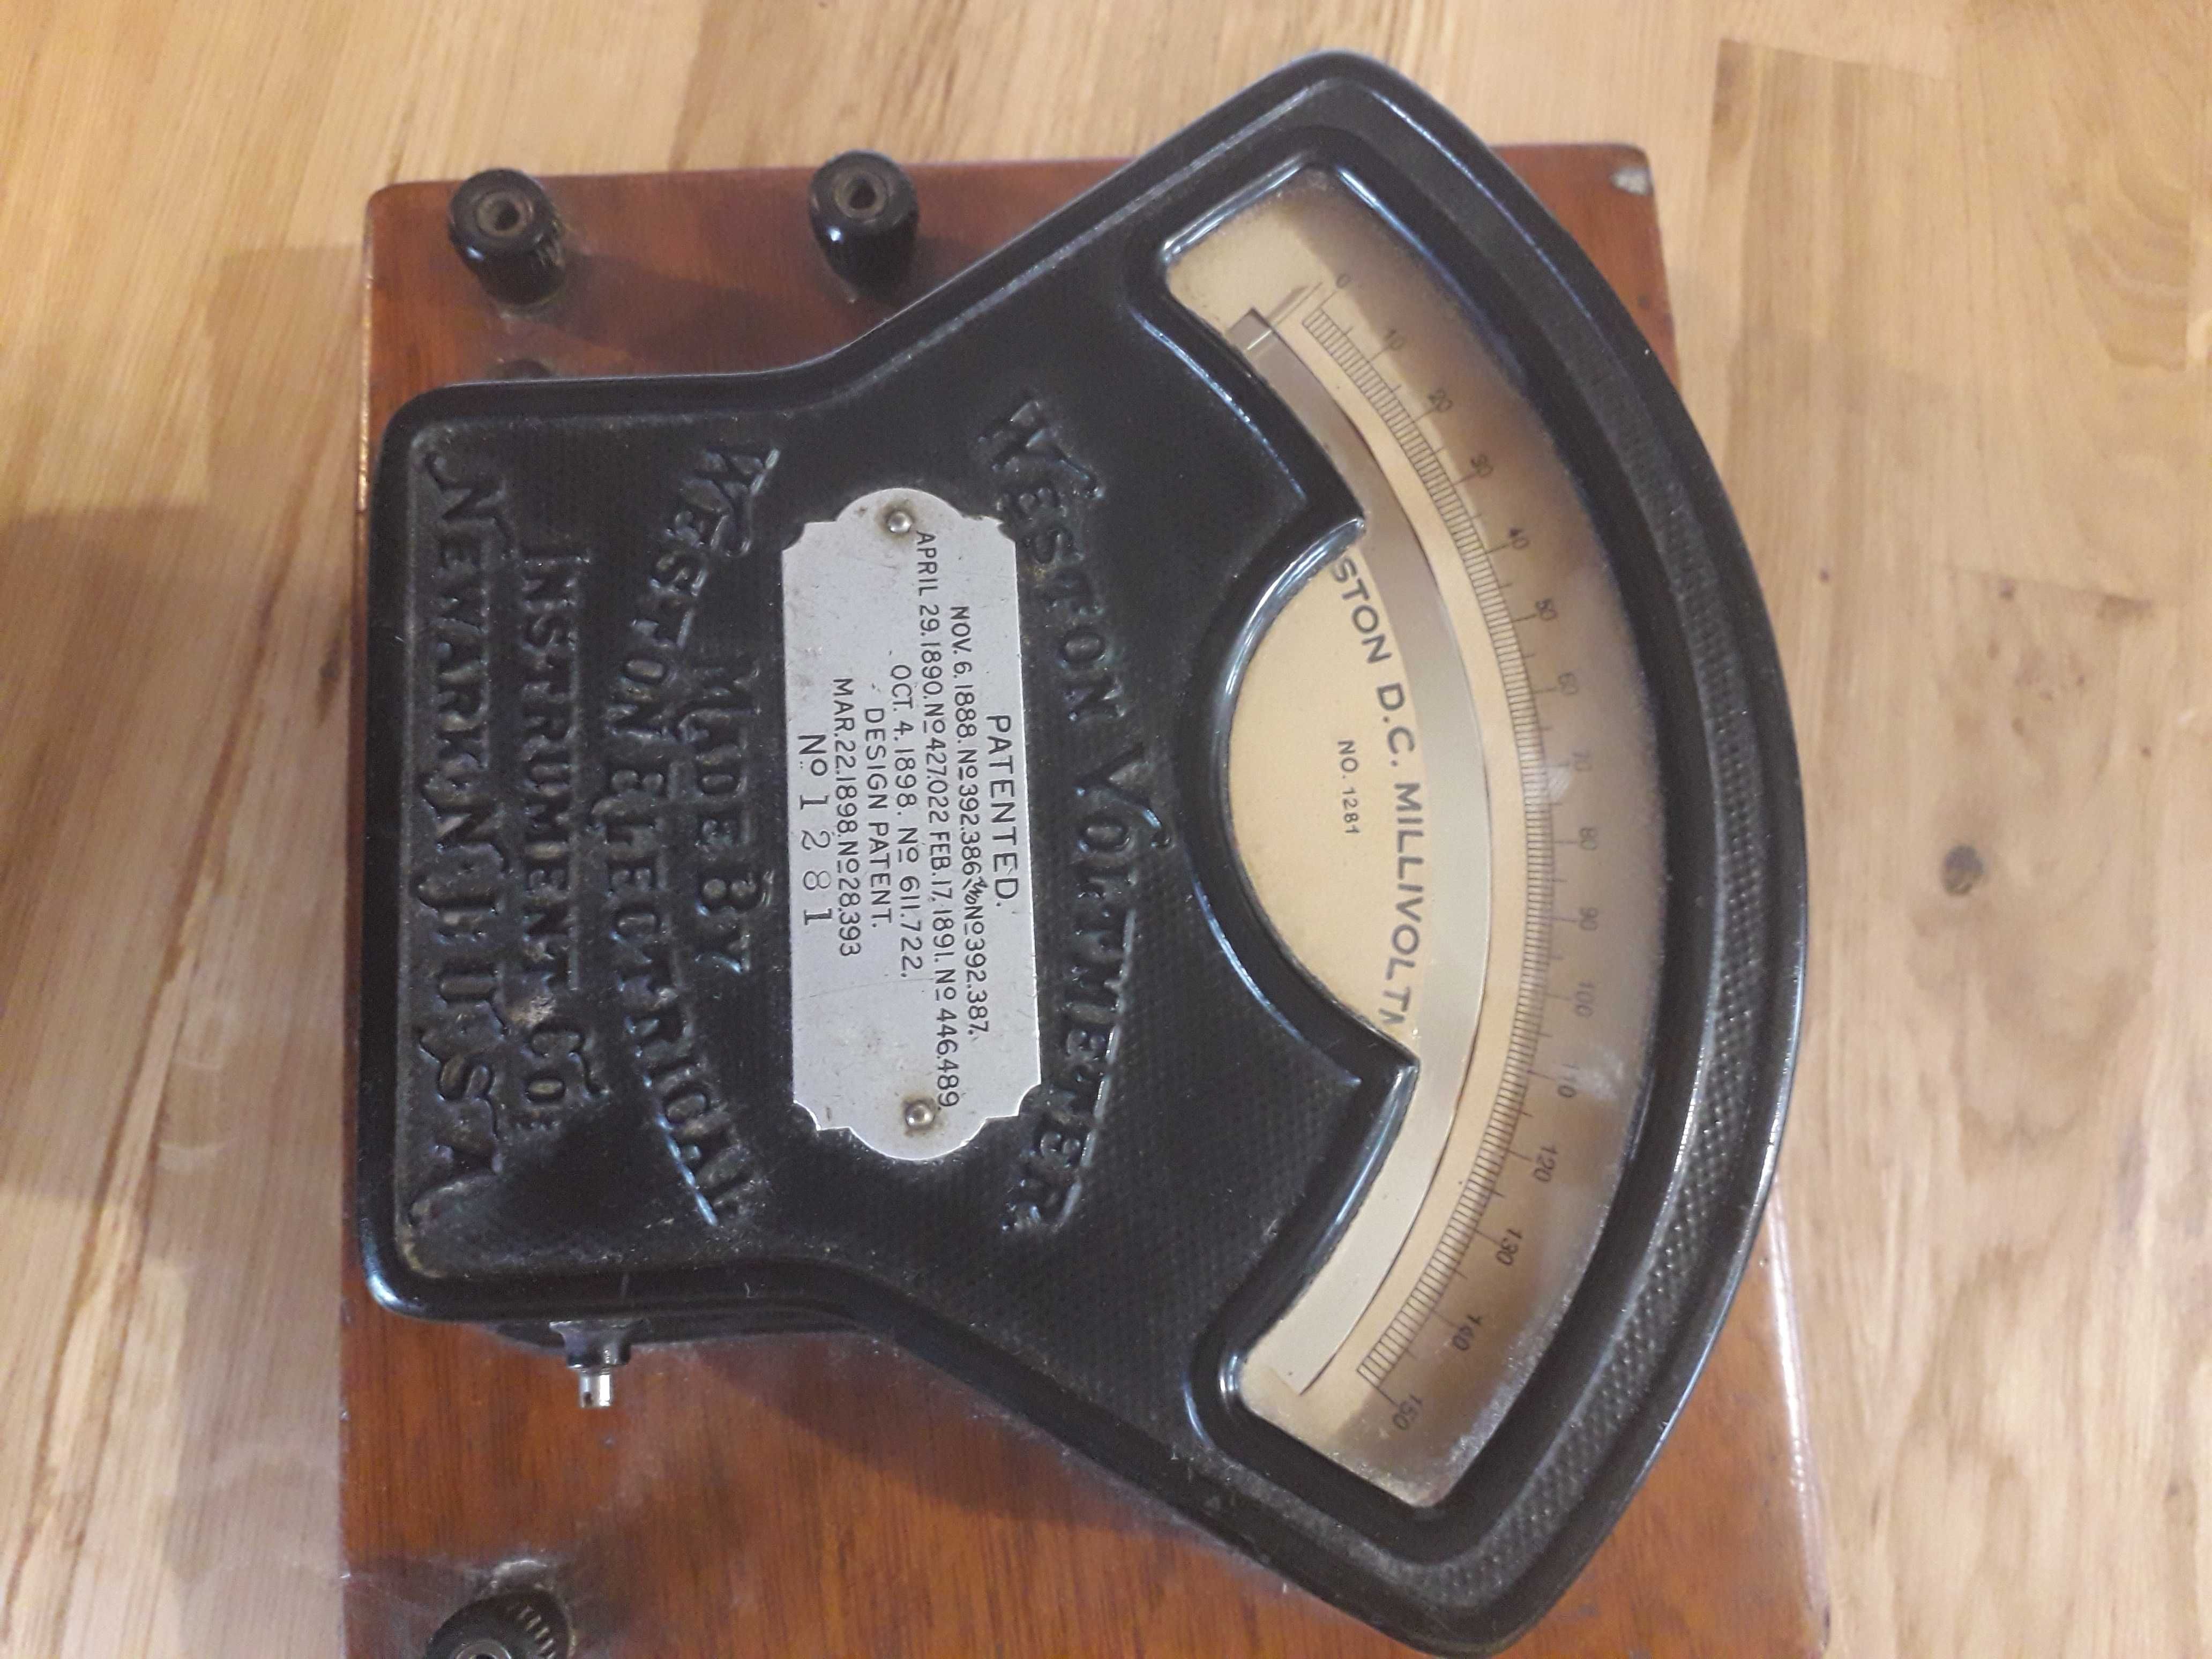 0 10 20 30 40 50 60 70 80 90 100 110 120 130 140 150
STON D.C. MILLIVOLTM
NO. 1281
WESTON VOLTMETER.
PATENTED.
NOV. 6. 1888. Nº 392.386 & Nº 392.387.
APRIL 29. 1890. Nº 427.022 FEB. 17. 1891. Nº 446.489.
OCT. 4. 1898. Nº 611.722.
DESIGN PATENT.
MAR. 22. 1898. Nº 28.393
Nº 1281
MADE BY
WESTON ELECTRICAL
INSTRUMENT CO.
NEWARK, N. J. U.S.A.